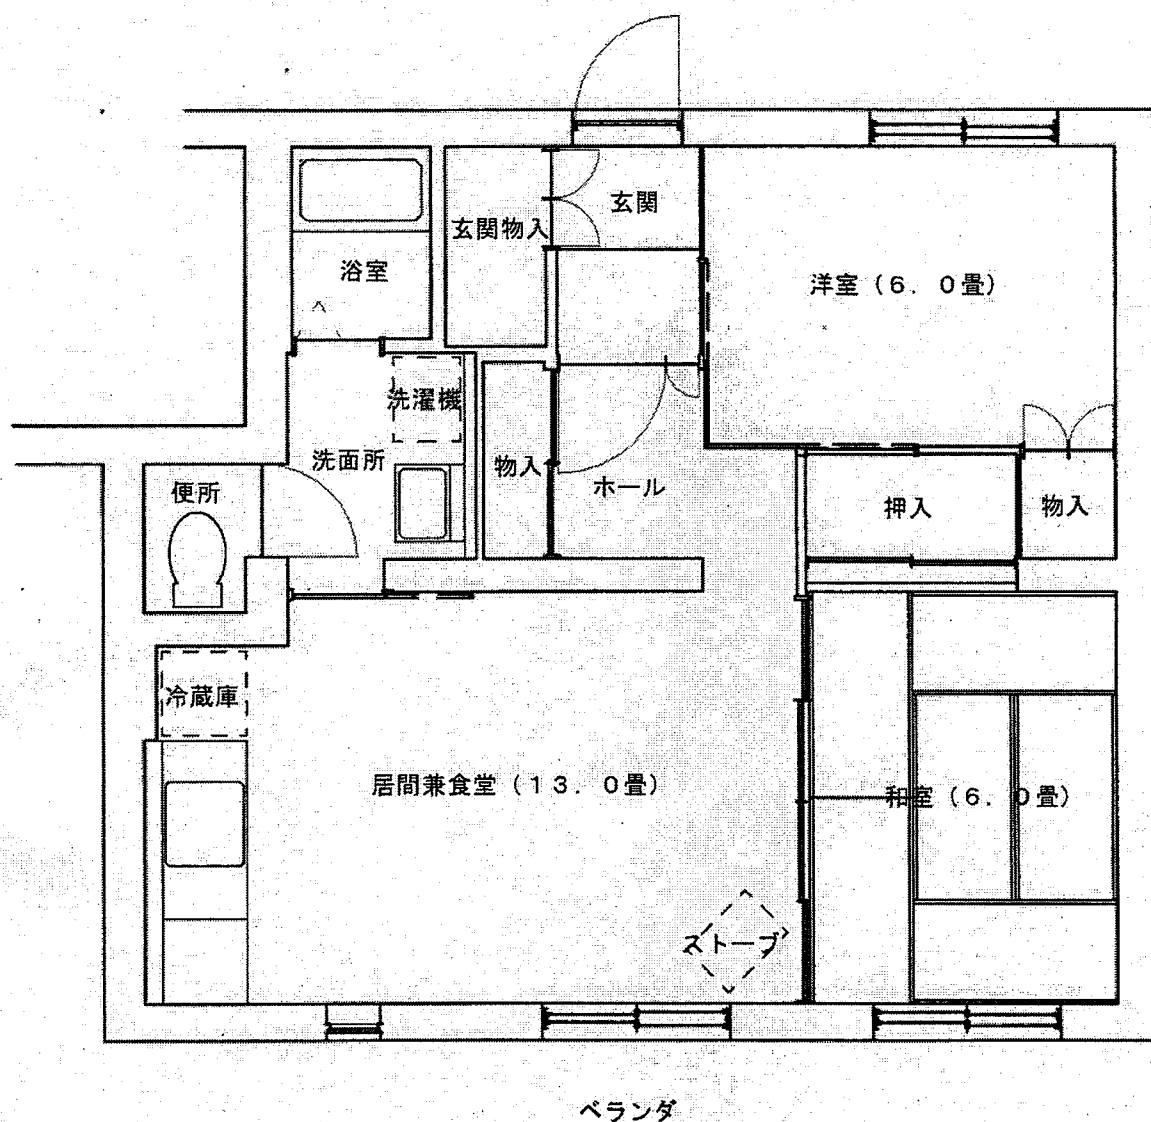 玄関
玄関物入
浴室
洋室(6.0畳)
洗濯機
洗面所
物入
ホール
便所
押入
物入
冷蔵庫
居間兼食堂(13.0畳)
和室(6.0畳)
ストーブ
ベランダ